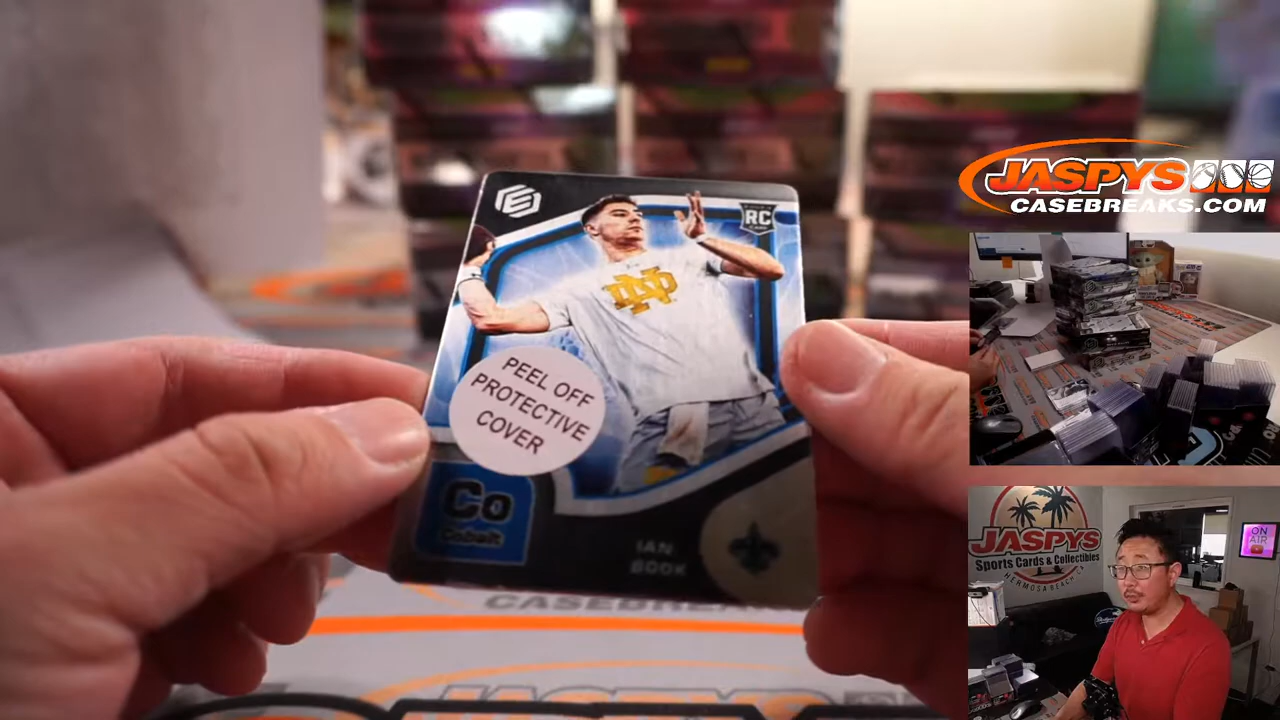 RC
ND
PEEL OFF
PROTECTIVE
COVER
Co
Cobalt
IAN
BOOK
CASEBREAKS
JASPYS
CASEBREAKS.COM
JASPYS
Sports Cards & Collectibles
HERMOSA BEACH
ON
AIR